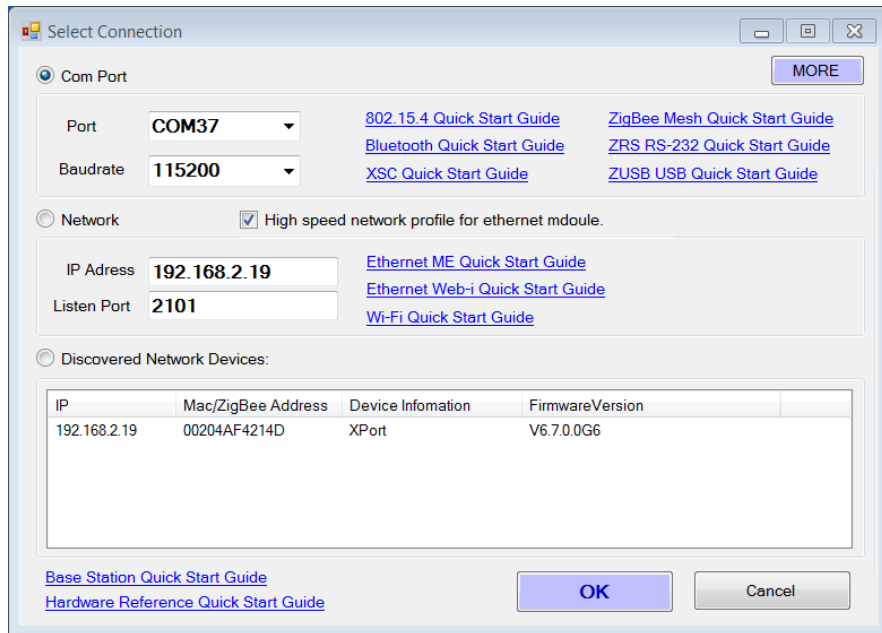 Select Connection
Com Port
MORE
Port COM37
Baudrate 115200
802.15.4 Quick Start Guide
Bluetooth Quick Start Guide
XSC Quick Start Guide
ZigBee Mesh Quick Start Guide
ZRS RS-232 Quick Start Guide
ZUSB USB Quick Start Guide
Network
High speed network profile for ethernet mdoule.
IP Adress 192.168.2.19
Listen Port 2101
Ethernet ME Quick Start Guide
Ethernet Web-i Quick Start Guide
Wi-Fi Quick Start Guide
Discovered Network Devices:
IP Mac/ZigBee Address Device Infomation FirmwareVersion
192.168.2.19 00204AF4214D XPort V6.7.0.0G6
Base Station Quick Start Guide
Hardware Reference Quick Start Guide
OK
Cancel